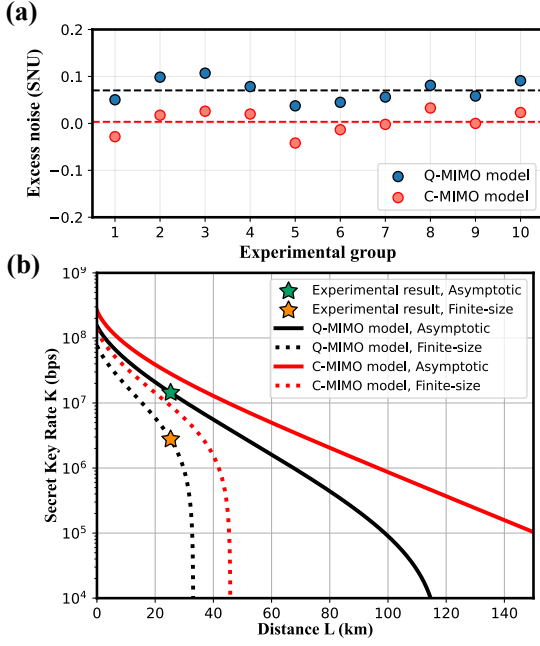 (a)
0.2
0.1
0.0
−0.1
−0.2
Excess noise (SNU)
Q-MIMO model
C-MIMO model
1 2 3 4 5 6 7 8 9 10
Experimental group
(b)
10⁹
10⁸
10⁷
10⁶
10⁵
10⁴
Secret Key Rate K (bps)
Experimental result, Asymptotic
Experimental result, Finite-size
Q-MIMO model, Asymptotic
Q-MIMO model, Finite-size
C-MIMO model, Asymptotic
C-MIMO model, Finite-size
0 20 40 60 80 100 120 140
Distance L (km)